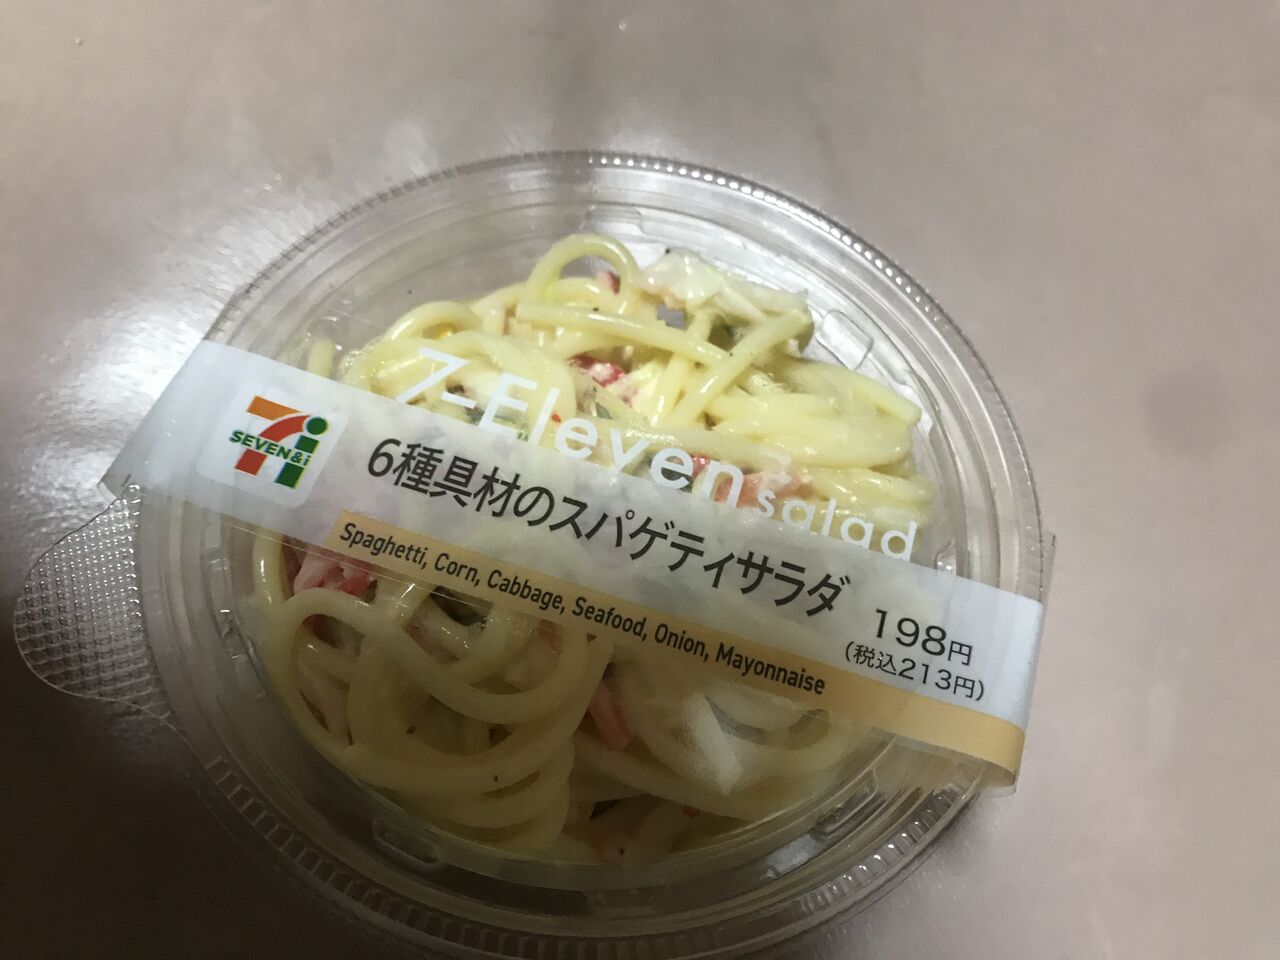 7-Eleven salad
7i
SEVEN&i
6種具材のスパゲティサラダ
Spaghetti, Corn, Cabbage, Seafood, Onion, Mayonnaise
198円
(税込213円)